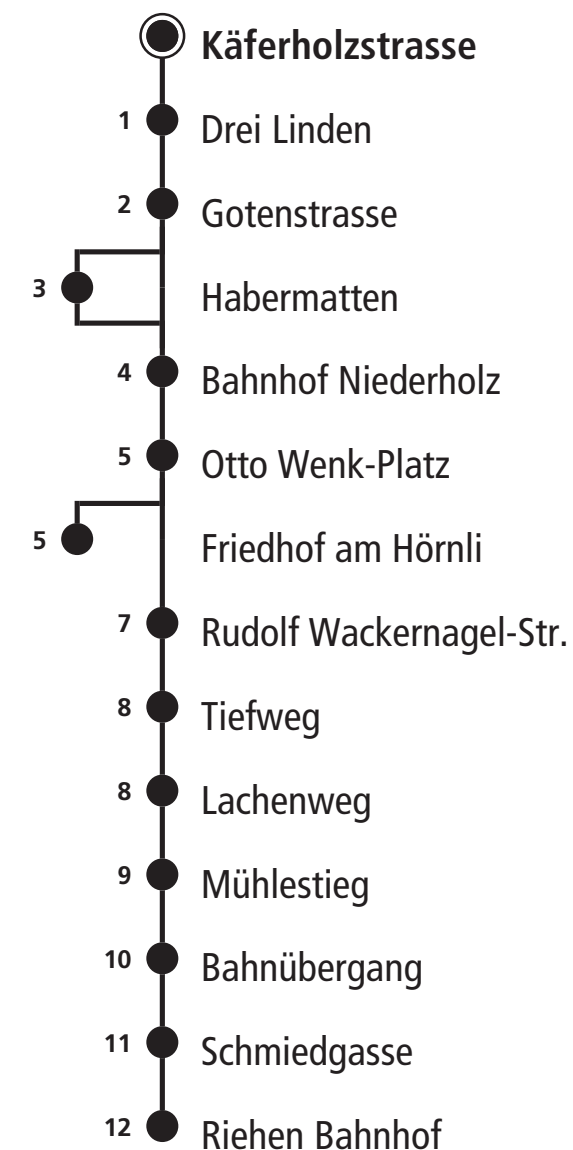 Käferholzstrasse
1 Drei Linden
2 Gotenstrasse
3 Habermatten
4 Bahnhof Niederholz
5 Otto Wenk-Platz
5 Friedhof am Hörnli
7 Rudolf Wackernagel-Str.
8 Tiefweg
8 Lachenweg
9 Mühlestieg
10 Bahnübergang
11 Schmiedgasse
12 Riehen Bahnhof